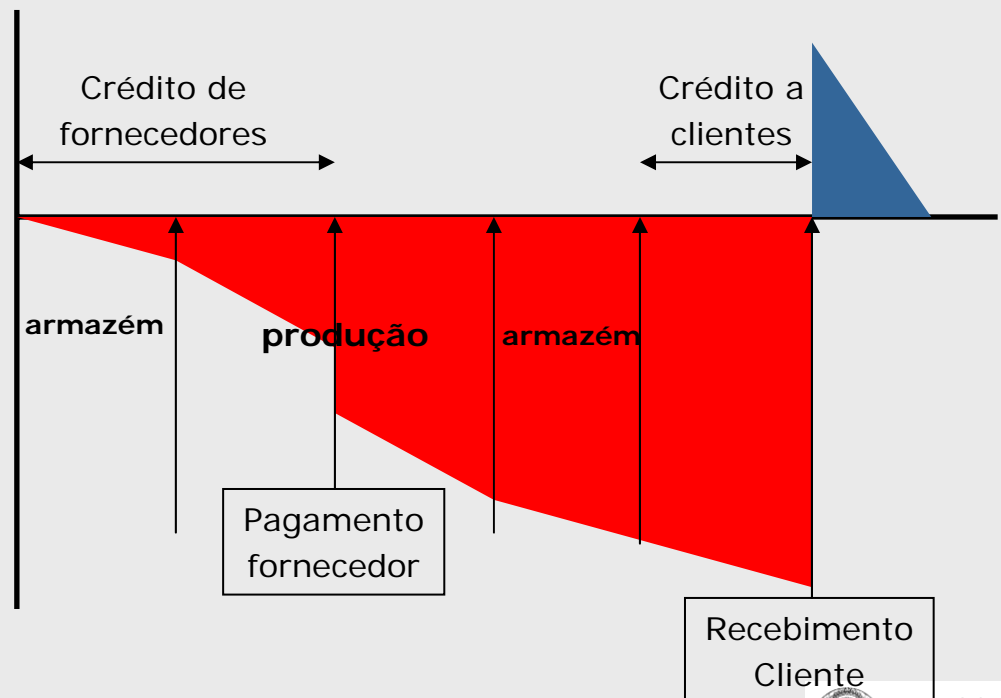 Crédito de
fornecedores
Crédito a
clientes
armazém
produção
armazém
Pagamento
fornecedor
Recebimento
Cliente